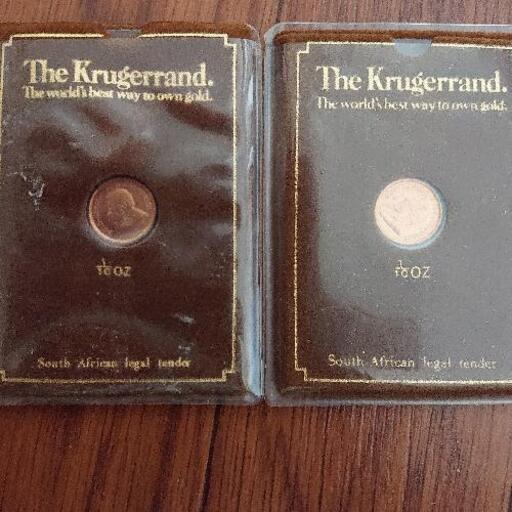 The Krugerrand.
The world's best way to own gold.
1/10 OZ
South African legal tender
The Krugerrand.
The world's best way to own gold.
1/10 OZ
South African legal tender